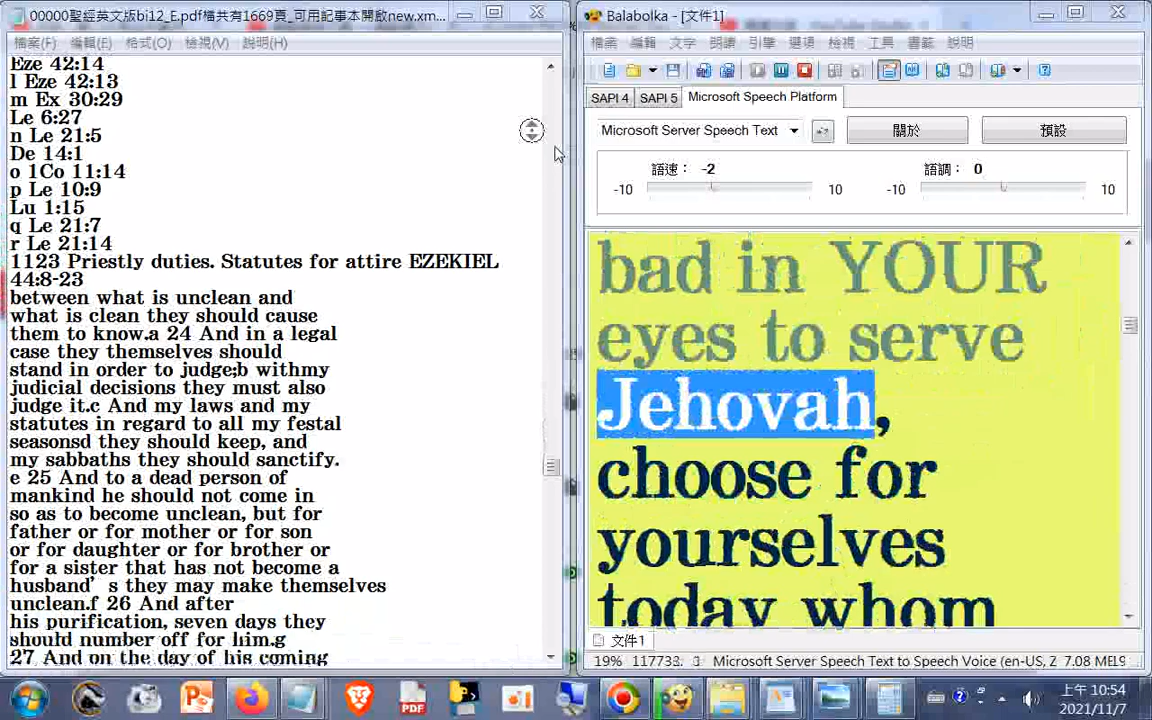 00000聖經英文版bi12_E.pdf檔共有1669頁_可用記事本開啟new.xm...
檔案(F) 編輯(E) 格式(O) 檢視(V) 說明(H)
Eze 42:14
l Eze 42:13
m Ex 30:29
Le 6:27
n Le 21:5
De 14:1
o 1Co 11:14
p Le 10:9
Lu 1:15
q Le 21:7
r Le 21:14
1123 Priestly duties. Statutes for attire EZEKIEL
44:8-23
between what is unclean and
what is clean they should cause
them to know.a 24 And in a legal
case they themselves should
stand in order to judge;b withmy
judicial decisions they must also
judge it.c And my laws and my
statutes in regard to all my festal
seasonsd they should keep, and
my sabbaths they should sanctify.
e 25 And to a dead person of
mankind he should not come in
so as to become unclean, but for
father or for mother or for son
or for daughter or for brother or
for a sister that has not become a
husband's they may make themselves
unclean.f 26 And after
his purification, seven days they
should number off for him.g
27 And on the day of his coming
Balabolka - [文件1]
檔案 編輯 文字 朗讀 引擎 選項 檢視 工具 書籤 說明
SAPI 4 SAPI 5 Microsoft Speech Platform
Microsoft Server Speech Text 關於 預設
語速： -2 語調： 0
-10 10 -10 10
bad in YOUR
eyes to serve
Jehovah,
choose for
yourselves
today whom
文件1
19% Microsoft Server Speech Text to Speech Voice (en-US, Z
上午 10:54
2021/11/7